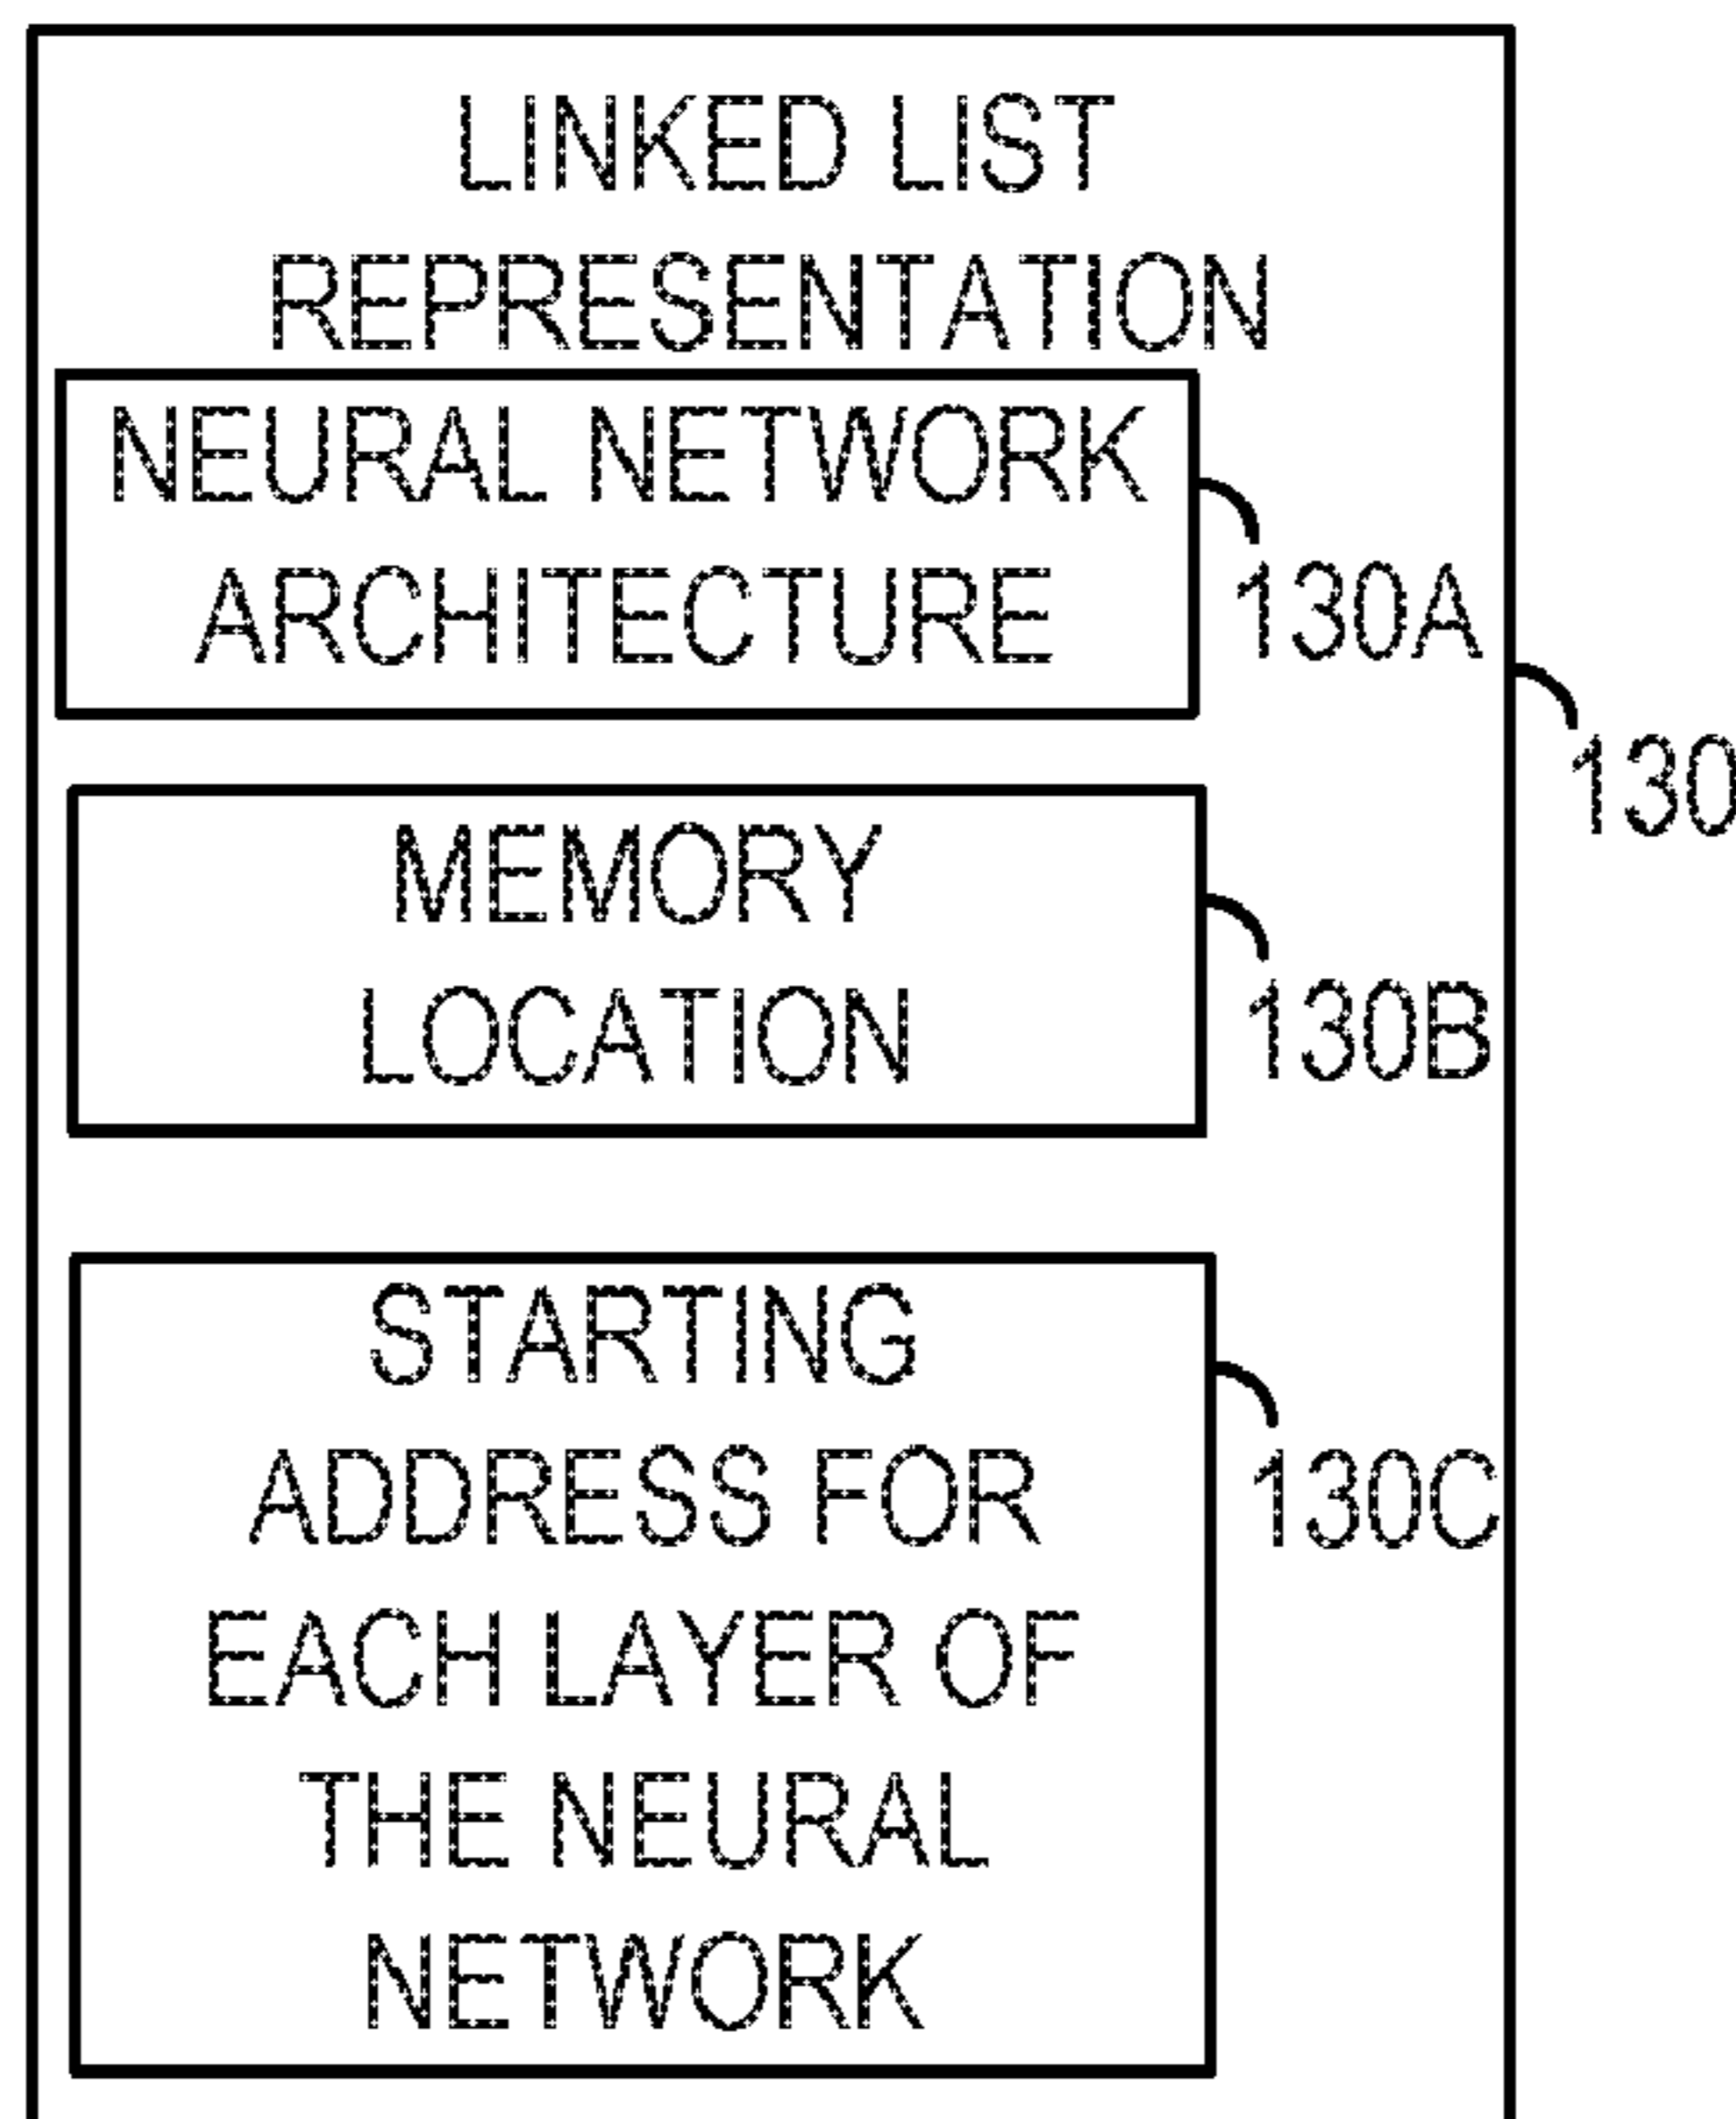 LINKED LIST
REPRESENTATION
NEURAL NETWORK
ARCHITECTURE
130A
130
MEMORY
LOCATION
130B
STARTING
ADDRESS FOR
130C
EACH LAYER OF
THE NEURAL
NETWORK